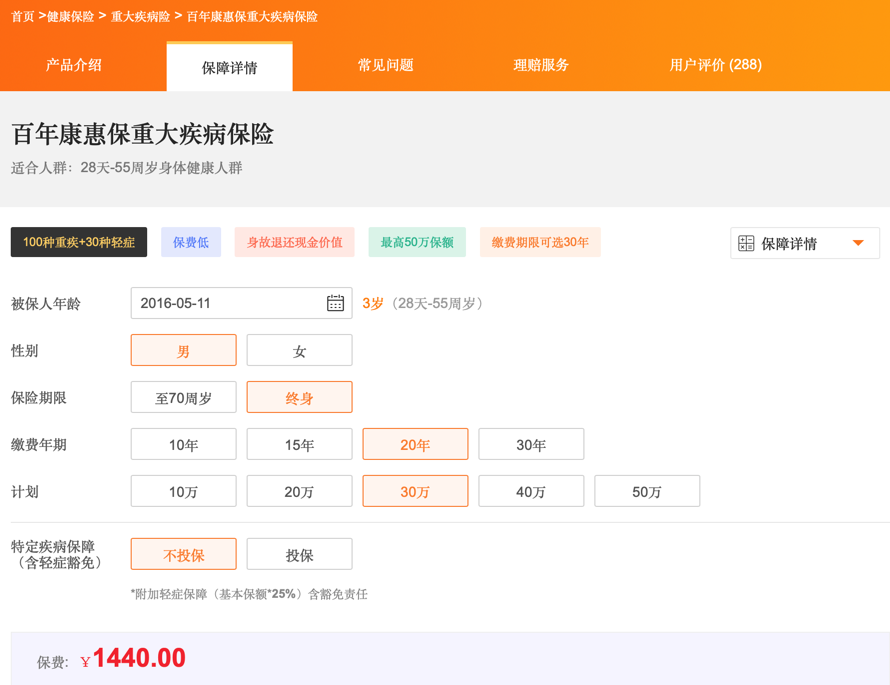 首页 >健康保险 > 重大疾病险 > 百年康惠保重大疾病保险
产品介绍 保障详情 常见问题 理赔服务 用户评价 (288)
百年康惠保重大疾病保险
适合人群：28天-55周岁身体健康人群
100种重疾+30种轻症 保费低 身故退还现金价值 最高50万保额 缴费期限可选30年 保障详情
被保人年龄 2016-05-11 3岁（28天-55周岁）
性别 男 女
保险期限 至70周岁 终身
缴费年期 10年 15年 20年 30年
计划 10万 20万 30万 40万 50万
特定疾病保障
（含轻症豁免） 不投保 投保
*附加轻症保障（基本保额*25%）含豁免责任
保费: ￥1440.00